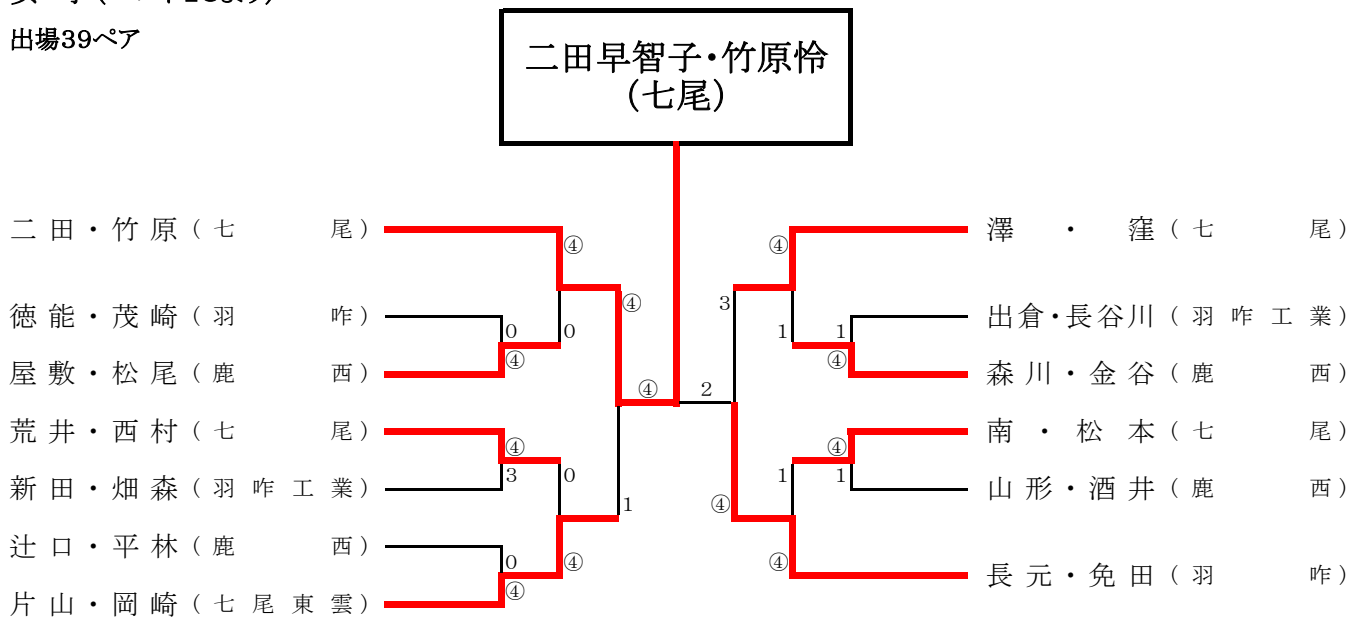 出場39ペア
二田早智子・竹原怜
(七尾)
二田・竹原(七尾)
澤・窪(七尾)
④
④
徳能・茂崎(羽咋)
出倉・長谷川(羽咋工業)
④
3
0
0
1
1
④
④
屋敷・松尾(鹿西)
森川・金谷(鹿西)
④
2
荒井・西村(七尾)
南・松本(七尾)
④
④
3
0
1
1
新田・畑森(羽咋工業)
山形・酒井(鹿西)
1
④
辻口・平林(鹿西)
0
④
④
長元・免田(羽咋)
④
片山・岡崎(七尾東雲)